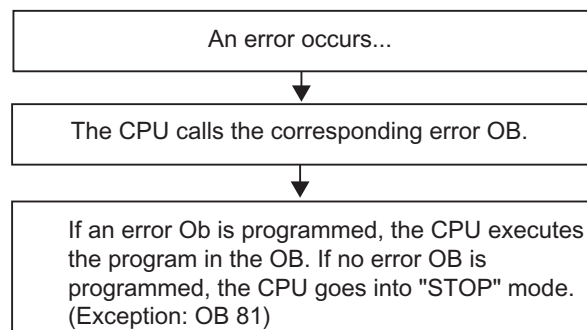 An error occurs...
The CPU calls the corresponding error OB.
If an error Ob is programmed, the CPU executes
the program in the OB. If no error OB is
programmed, the CPU goes into "STOP" mode.
(Exception: OB 81)